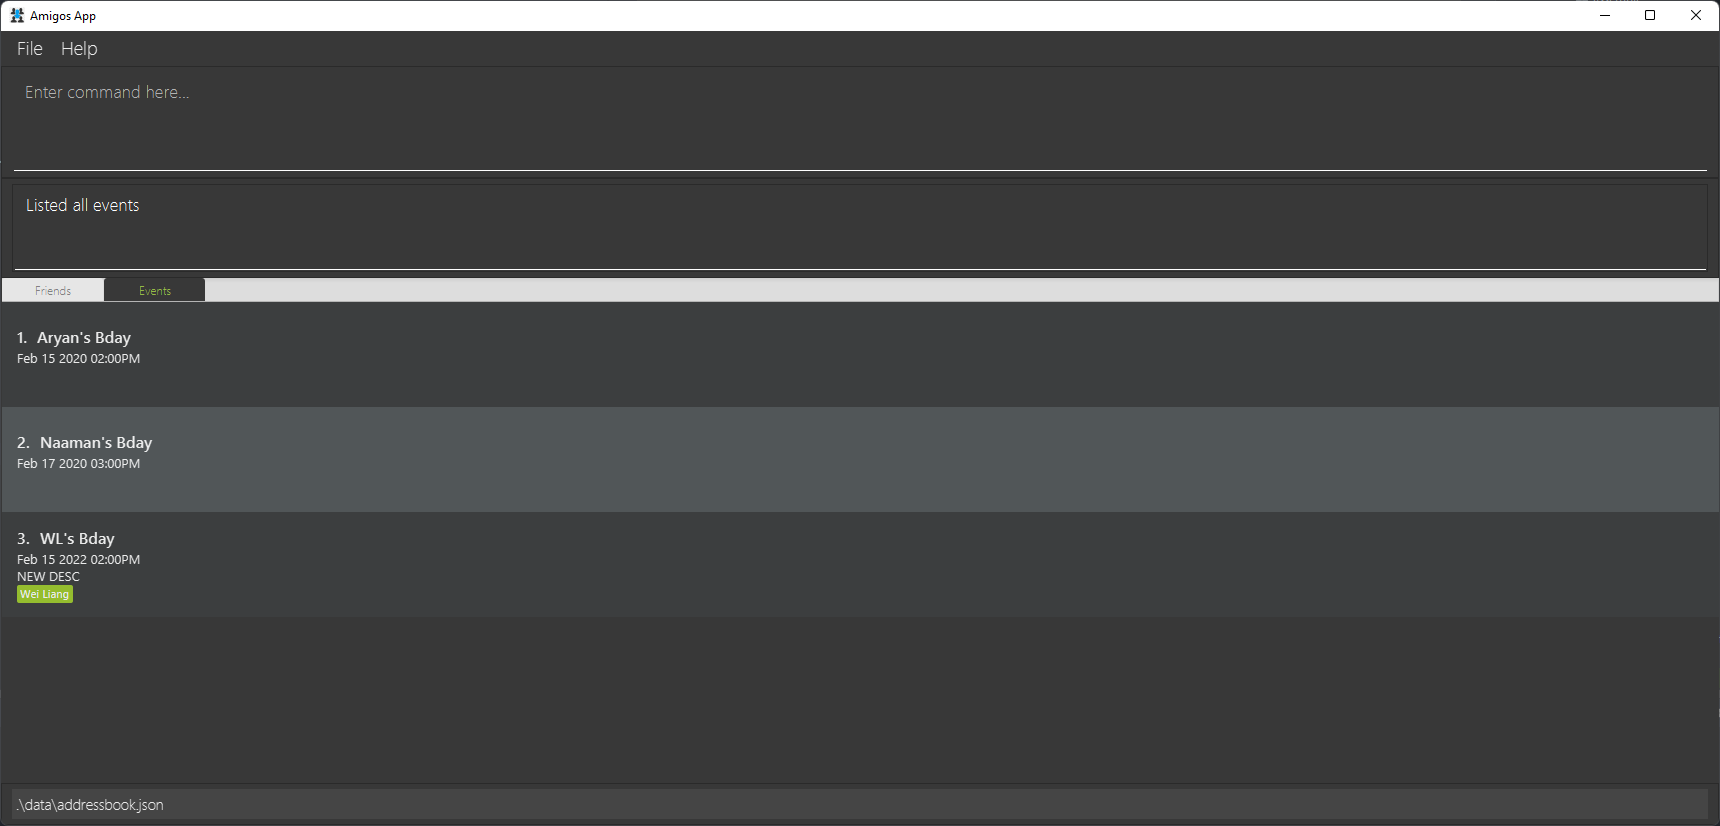 Amigos App
File Help
Enter command here...
Listed all events
Friends Events
1. Aryan's Bday
Feb 15 2020 02:00PM
2. Naaman's Bday
Feb 17 2020 03:00PM
3. WL's Bday
Feb 15 2022 02:00PM
NEW DESC
Wei Liang
.\data\addressbook.json